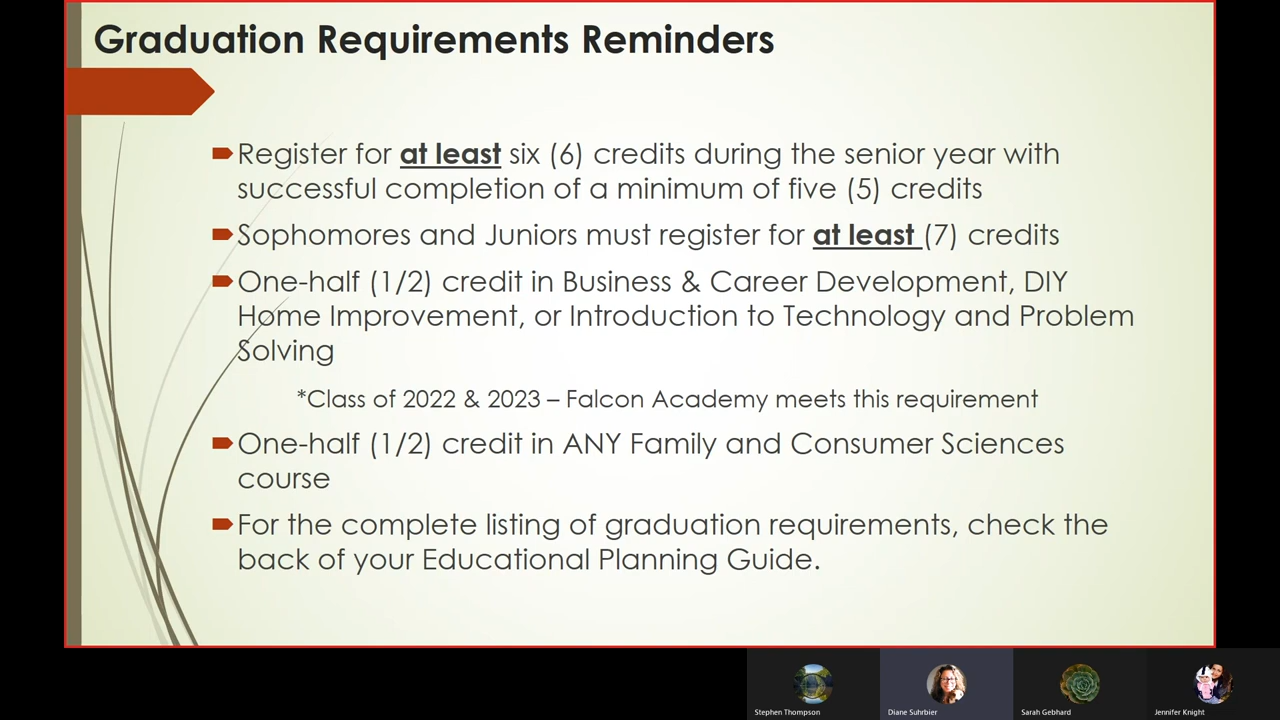 Graduation Requirements Reminders
Register for at least six (6) credits during the senior year with
successful completion of a minimum of five (5) credits
Sophomores and Juniors must register for at least (7) credits
One-half (1/2) credit in Business & Career Development, DIY
Home Improvement, or Introduction to Technology and Problem
Solving
*Class of 2022 & 2023 – Falcon Academy meets this requirement
One-half (1/2) credit in ANY Family and Consumer Sciences
course
For the complete listing of graduation requirements, check the
back of your Educational Planning Guide.
Stephen Thompson
Diane Suhrbier
Sarah Gebhard
Jennifer Knight